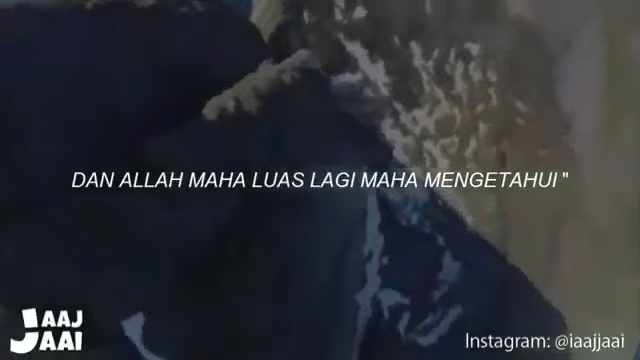 DAN ALLAH MAHA LUAS LAGI MAHA MENGETAHUI "
JAAJ
JAAI
Instagram: @iaajjaai